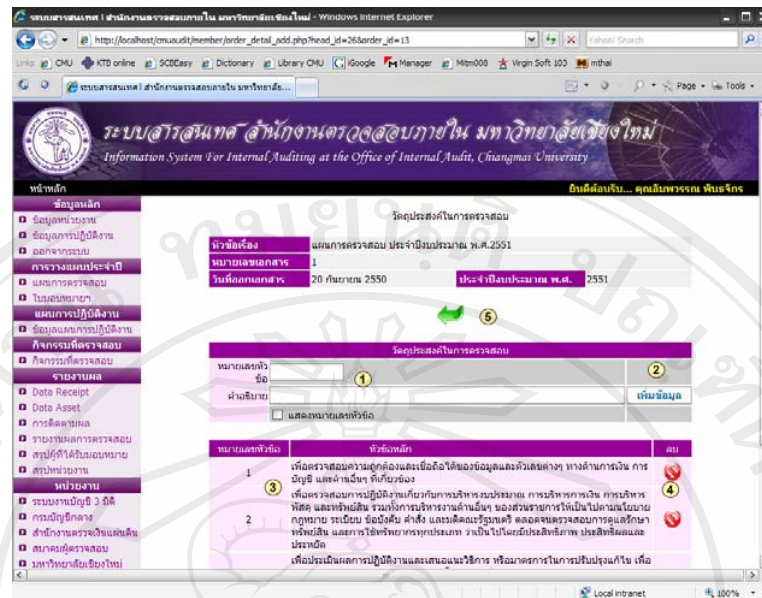 ระบบสารสนเทศ | สำนักงานตรวจสอบภายใน มหาวิทยาลัยเชียงใหม่ - Windows Internet Explorer
http://localhost/cmuaudit/member/order_detail_add.php?head_id=26&order_id=13
Yahoo! Search
Links CMU KTB online SCBEasy Dictionary Library CMU iGoogle Manager Mitm008 Virgin Soft 103 mthai
ระบบสารสนเทศ | สำนักงานตรวจสอบภายใน มหาวิทยาลัย...
Page Tools
ระบบสารสนเทศ สำนักงานตรวจสอบภายใน มหาวิทยาลัยเชียงใหม่
Information System For Internal Auditing at the Office of Internal Audit, Chiangmai University
หน้าหลัก
ยินดีต้อนรับ... คุณอัมพวรรณ พันธจักร
ข้อมูลหลัก
ข้อมูลหน่วยงาน
ข้อมูลการปฏิบัติงาน
ออกจากระบบ
การวางแผนประจำปี
แผนการตรวจสอบ
ใบมอบหมายฯ
แผนการปฏิบัติงาน
ข้อมูลแผนการปฏิบัติงาน
กิจกรรมที่ตรวจสอบ
กิจกรรมที่ตรวจสอบ
รายงานผล
Data Receipt
Data Asset
การติดตามผล
รายงานผลการตรวจสอบ
สรุปผู้ที่ได้รับมอบหมาย
สรุปหน่วยงาน
หน่วยงาน
ระบบงานบัญชี 3 มิติ
กรมบัญชีกลาง
สำนักงานตรวจเงินแผ่นดิน
สมาคมผู้ตรวจสอบ
มหาวิทยาลัยเชียงใหม่
วัตถุประสงค์ในการตรวจสอบ
หัวข้อเรื่อง แผนการตรวจสอบ ประจำปีงบประมาณ พ.ศ.2551
หมายเลขเอกสาร 1
วันที่ออกเอกสาร 20 กันยายน 2550 ประจำปีงบประมาณ พ.ศ. 2551
5
วัตถุประสงค์ในการตรวจสอบ
หมายเลขหัว
ข้อ
1
2
คำอธิบาย
เพิ่มข้อมูล
แสดงหมายเลขหัวข้อ
หมายเลขหัวข้อ หัวข้อหลัก ลบ
1 เพื่อตรวจสอบความถูกต้องและเชื่อถือได้ของข้อมูลและตัวเลขต่างๆ ทางด้านการเงิน การ
บัญชี และด้านอื่นๆ ที่เกี่ยวข้อง
3
4
2 เพื่อตรวจสอบการปฏิบัติงานเกี่ยวกับการบริหารงบประมาณ การบริหารการเงิน การบริหาร
พัสดุ และทรัพย์สิน รวมทั้งการบริหารงานด้านอื่นๆ ของส่วนราชการให้เป็นไปตามนโยบาย
กฎหมาย ระเบียบ ข้อบังคับ คำสั่ง และมติคณะรัฐมนตรี ตลอดจนตรวจสอบการดูแลรักษา
ทรัพย์สิน และการใช้ทรัพยากรทุกประเภท ว่าเป็นไปโดยมีประสิทธิภาพ ประสิทธิผลและ
ประหยัด
เพื่อประเมินผลการปฏิบัติงานและเสนอแนะวิธีการ หรือมาตรการในการปรับปรุงแก้ไข เพื่อ
Local intranet 100%